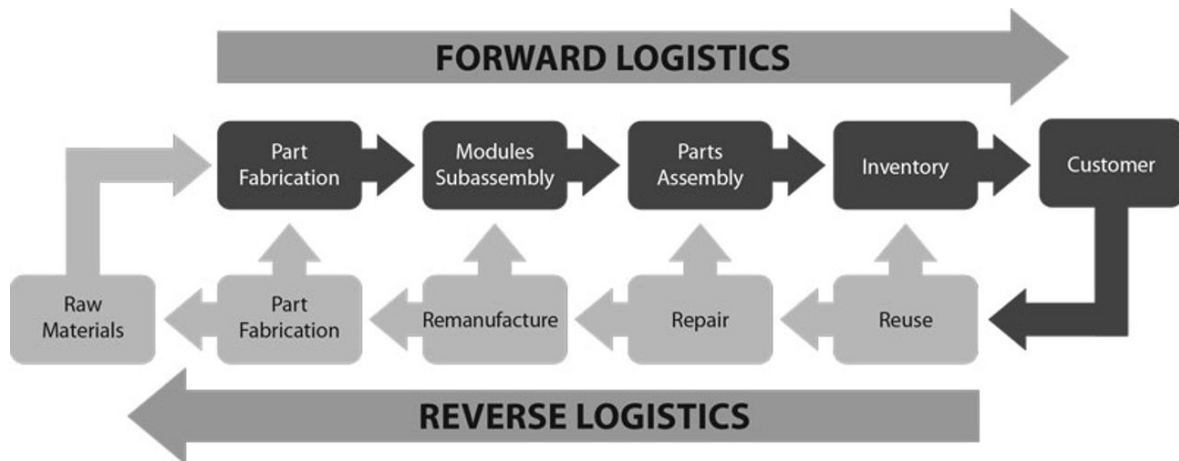 FORWARD LOGISTICS
Part
Fabrication
Modules
Subassembly
Parts
Assembly
Inventory
Customer
Raw
Materials
Part
Fabrication
Remanufacture
Repair
Reuse
REVERSE LOGISTICS